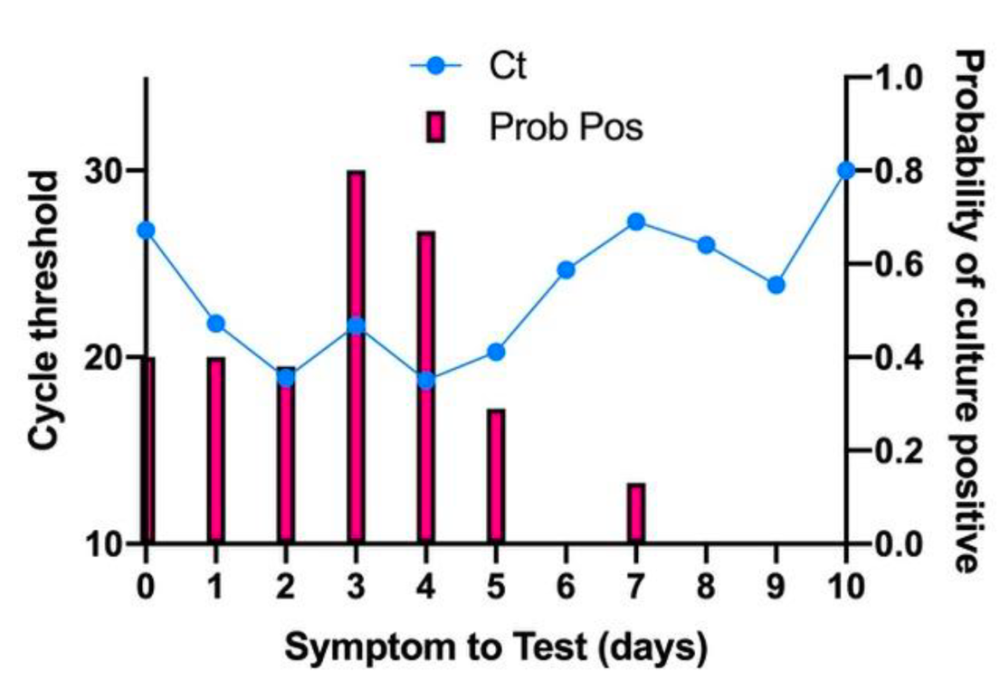 Ct
Prob Pos
Cycle threshold
30
20
10
1.0
0.8
0.6
0.4
0.2
0.0
Probability of culture positive
0 1 2 3 4 5 6 7 8 9 10
Symptom to Test (days)